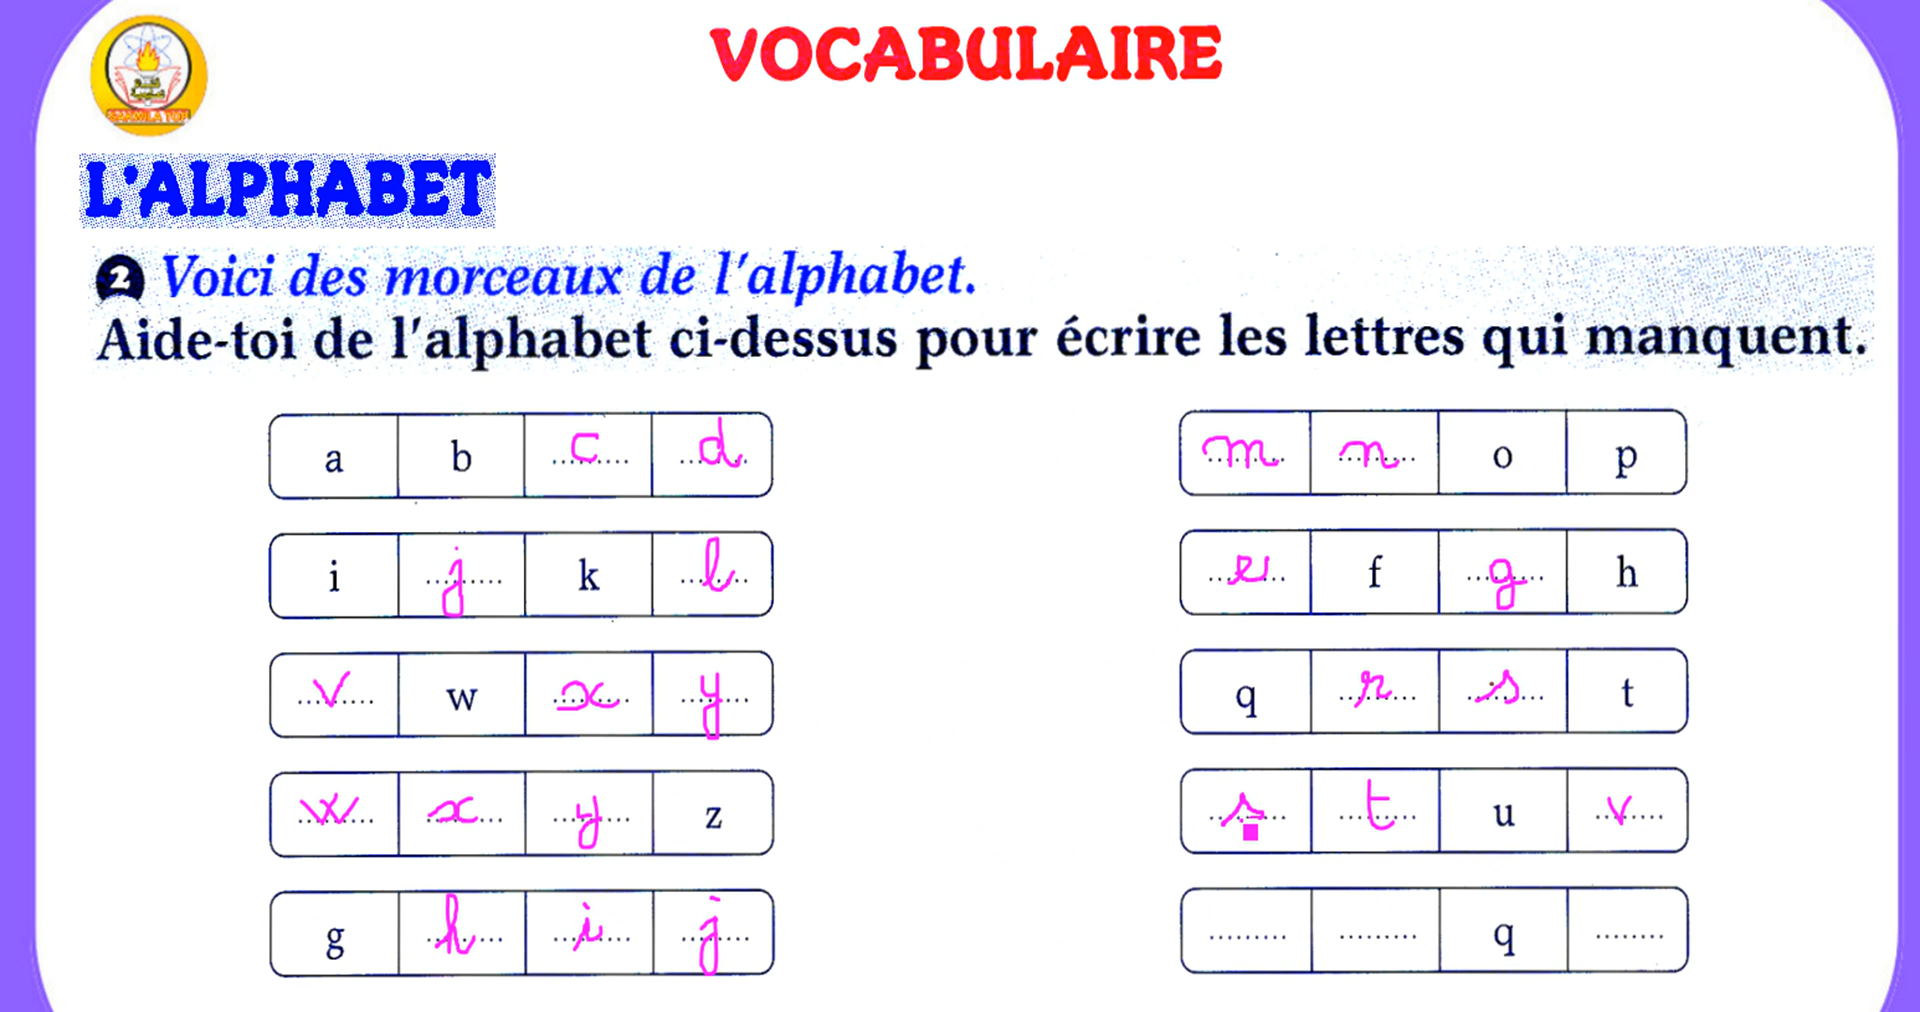 VOCABULAIRE
L'ALPHABET
2 Voici des morceaux de l'alphabet.
Aide-toi de l'alphabet ci-dessus pour écrire les lettres qui manquent.
a b c d
i j k l
v w x y
w x y z
g h i j
m n o p
e f g h
q r s t
s t u v
......... ......... q ........